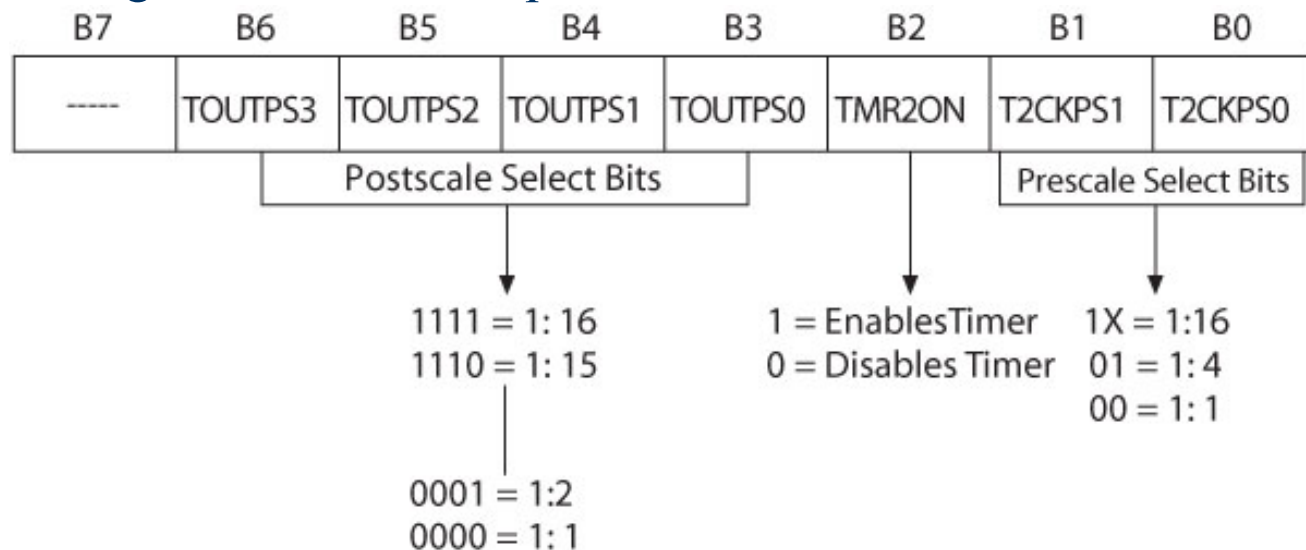 B7 B6 B5 B4 B3 B2 B1 B0
----- TOUTPS3 TOUTPS2 TOUTPS1 TOUTPS0 TMR2ON T2CKPS1 T2CKPS0
Postscale Select Bits Prescale Select Bits
1111 = 1: 16 1 = EnablesTimer 1X = 1:16
1110 = 1: 15 0 = Disables Timer 01 = 1: 4
00 = 1: 1
0001 = 1:2
0000 = 1: 1